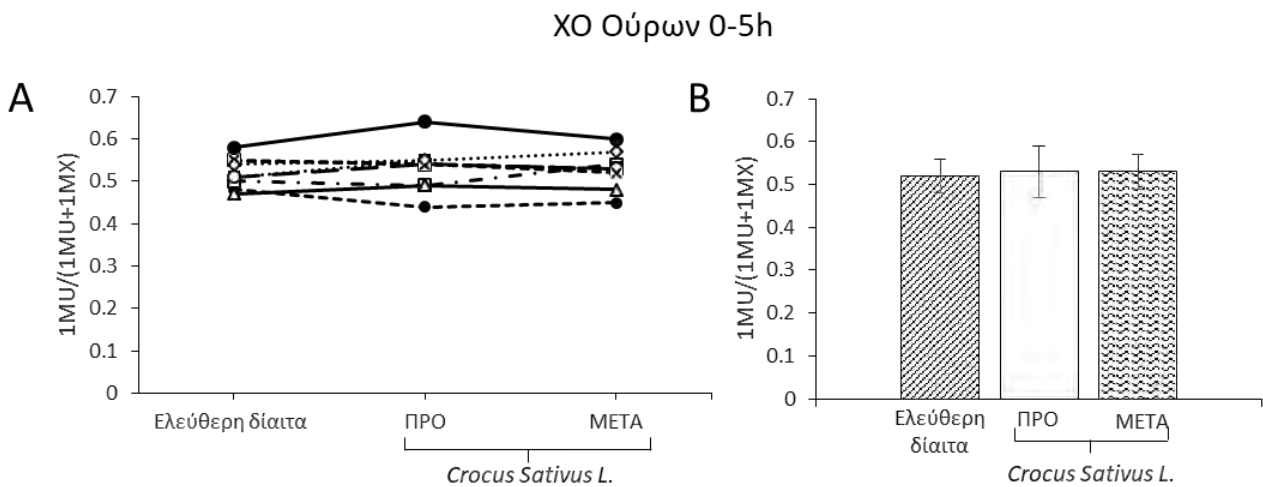 ΧΟ Ούρων 0-5h
A
1MU/(1MU+1MX)
0.7
0.6
0.5
0.4
0.3
0.2
0.1
0
Ελεύθερη δίαιτα
ΠΡΟ
ΜΕΤΑ
Crocus Sativus L.
B
1MU/(1MU+1MX)
0.7
0.6
0.5
0.4
0.3
0.2
0.1
0
Ελεύθερη
δίαιτα
ΠΡΟ
ΜΕΤΑ
Crocus Sativus L.